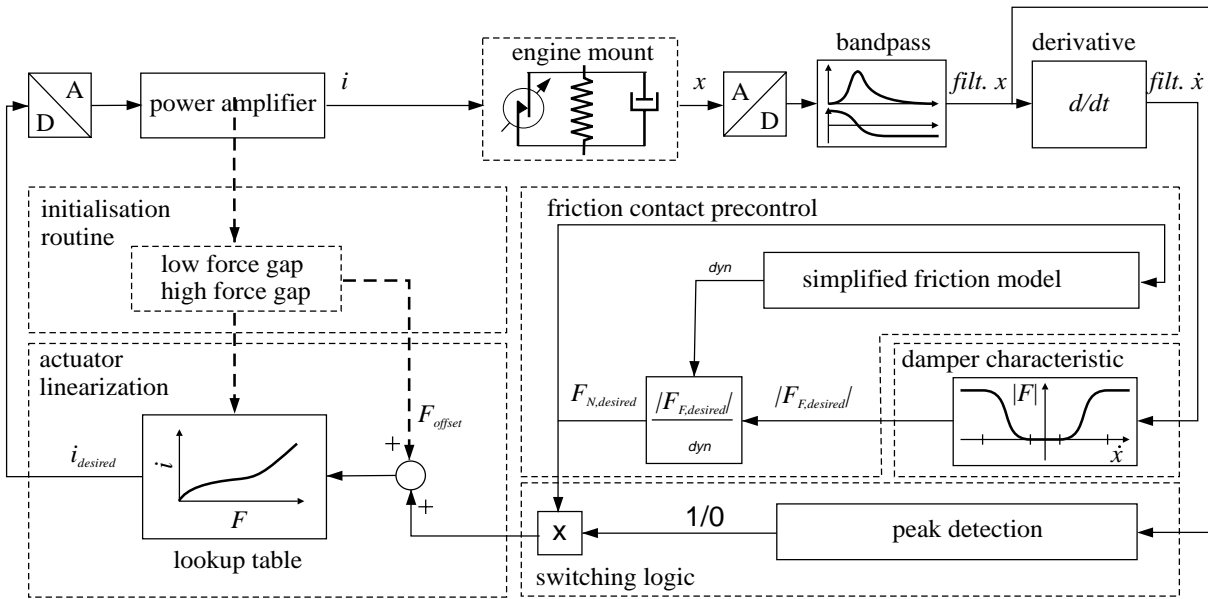 engine mount
bandpass
derivative
A
D
power amplifier
i
x
A
D
filt. x
d/dt
filt. ẋ
initialisation
routine
low force gap
high force gap
friction contact precontrol
dyn
simplified friction model
actuator
linearization
F_offset
F_N,desired
|F_F,desired|
dyn
|F_F,desired|
damper characteristic
|F|
ẋ
i_desired
i
F
+
+
lookup table
x
1/0
peak detection
switching logic